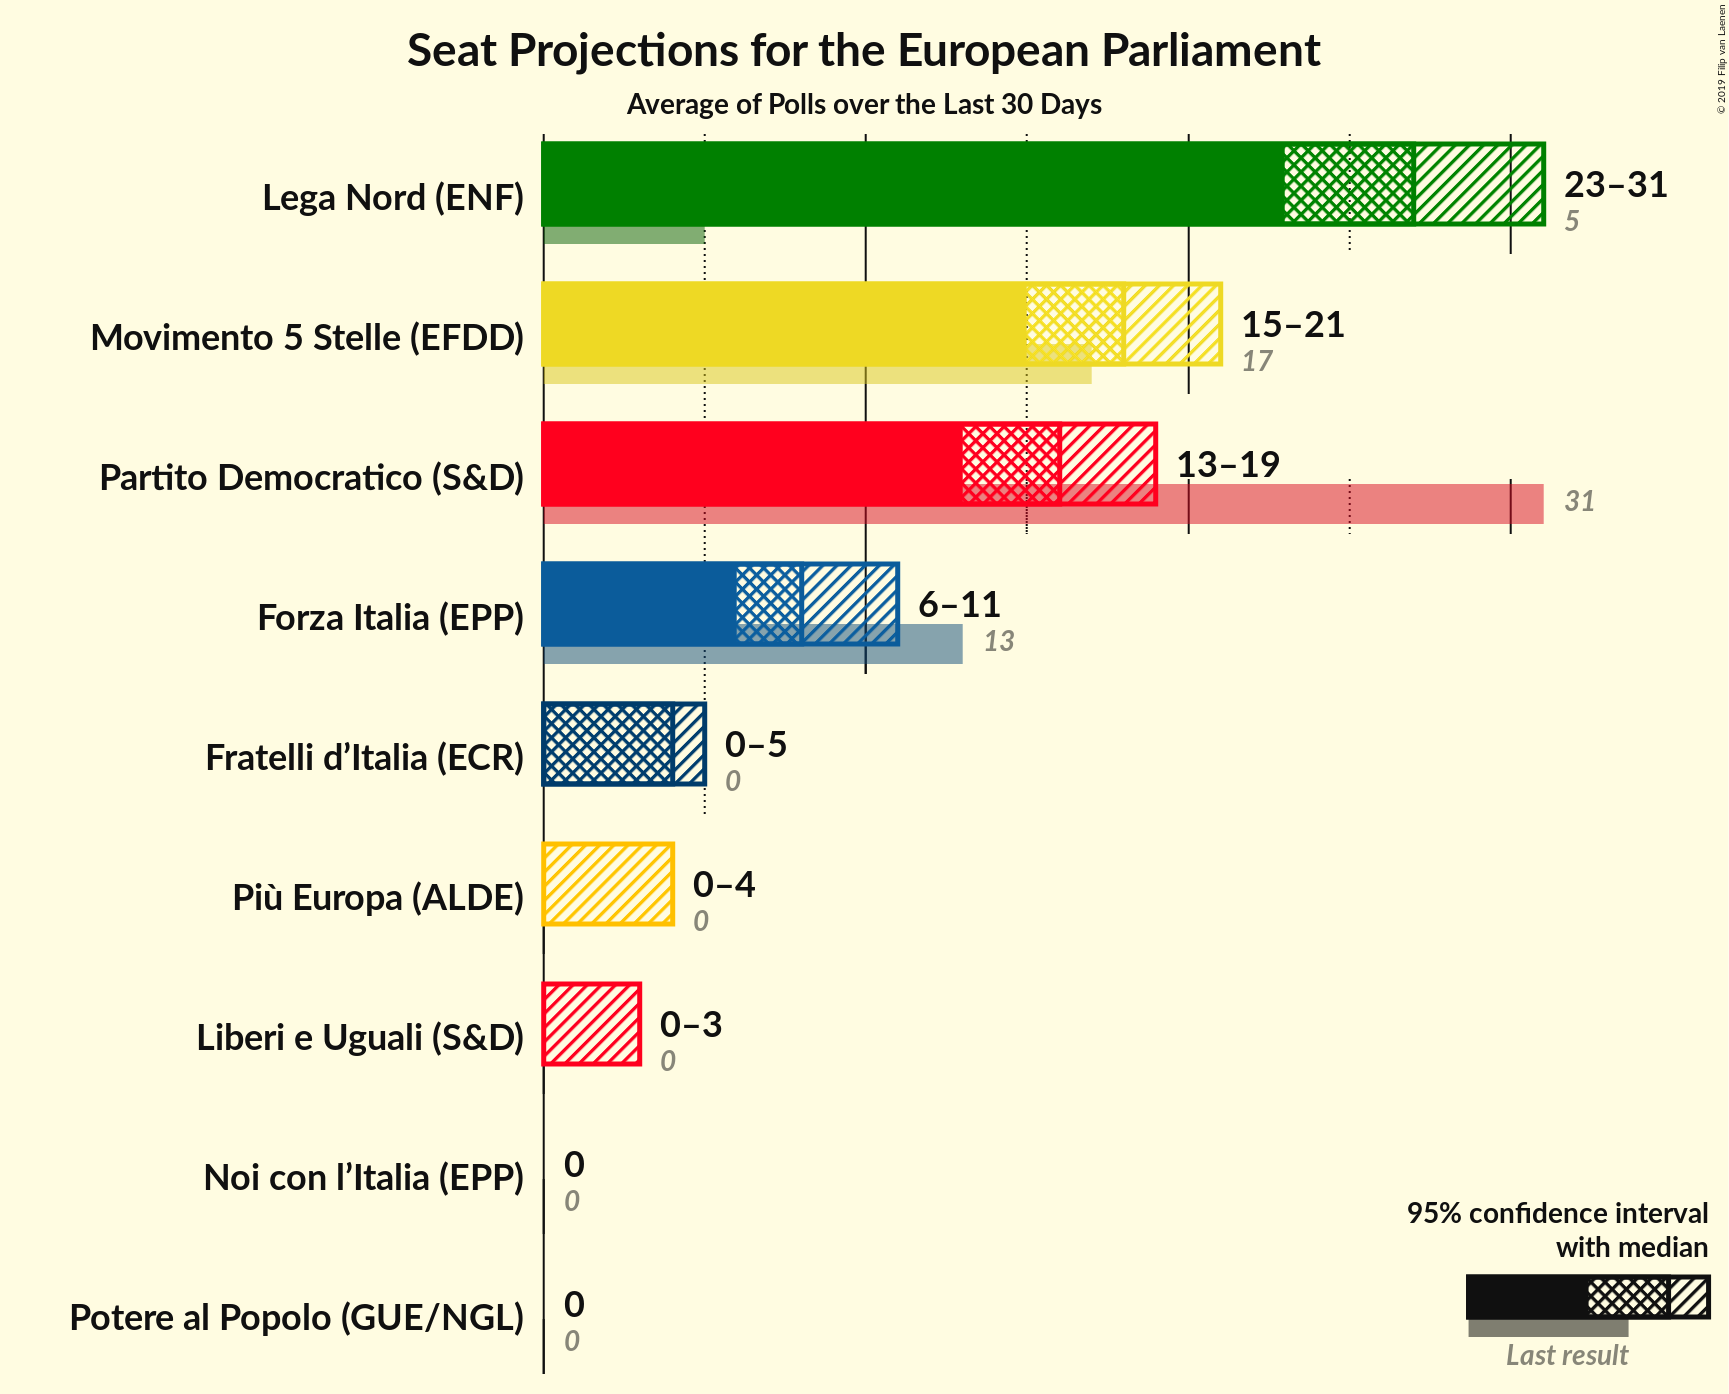 Seat Projections for the European Parliament
Average of Polls over the Last 30 Days
© 2019 Filip van Laenen
Lega Nord (ENF)
23–31
5
Movimento 5 Stelle (EFDD)
15–21
17
Partito Democratico (S&D)
13–19
31
Forza Italia (EPP)
6–11
13
Fratelli d’Italia (ECR)
0–5
0
Più Europa (ALDE)
0–4
0
Liberi e Uguali (S&D)
0–3
0
Noi con l’Italia (EPP)
0
0
Potere al Popolo (GUE/NGL)
0
0
95% confidence interval
with median
Last result